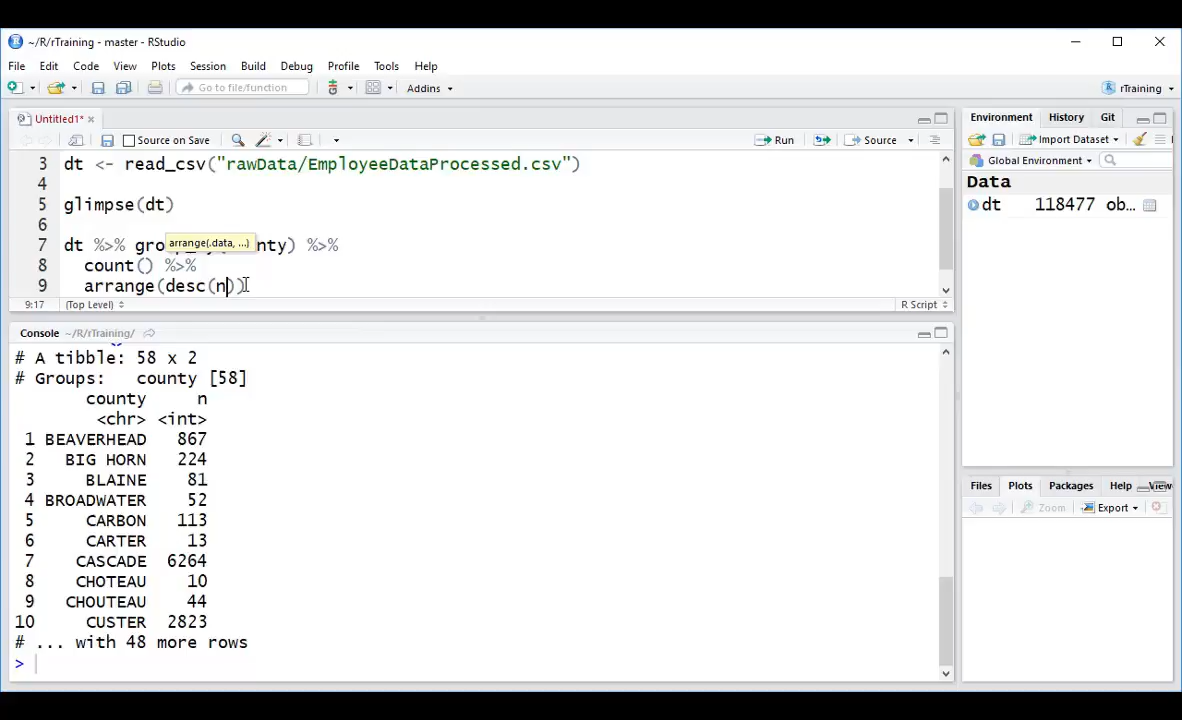 ~/R/rTraining - master - RStudio
File Edit Code View Plots Session Build Debug Profile Tools Help
Go to file/function Addins rTraining
Untitled1*
Source on Save Run Source
3 dt <- read_csv("rawData/EmployeeDataProcessed.csv")
4
5 glimpse(dt)
6
arrange(.data, ...)
7 dt %>% gro nty) %>%
8 count() %>%
9 arrange(desc(n))
9:17 (Top Level) R Script
Console ~/R/rTraining/
# A tibble: 58 x 2
# Groups: county [58]
county n
<chr> <int>
1 BEAVERHEAD 867
2 BIG HORN 224
3 BLAINE 81
4 BROADWATER 52
5 CARBON 113
6 CARTER 13
7 CASCADE 6264
8 CHOTEAU 10
9 CHOUTEAU 44
10 CUSTER 2823
# ... with 48 more rows
>
Environment History Git
Import Dataset
Global Environment
Data
dt 118477 ob...
Files Plots Packages Help
Zoom Export